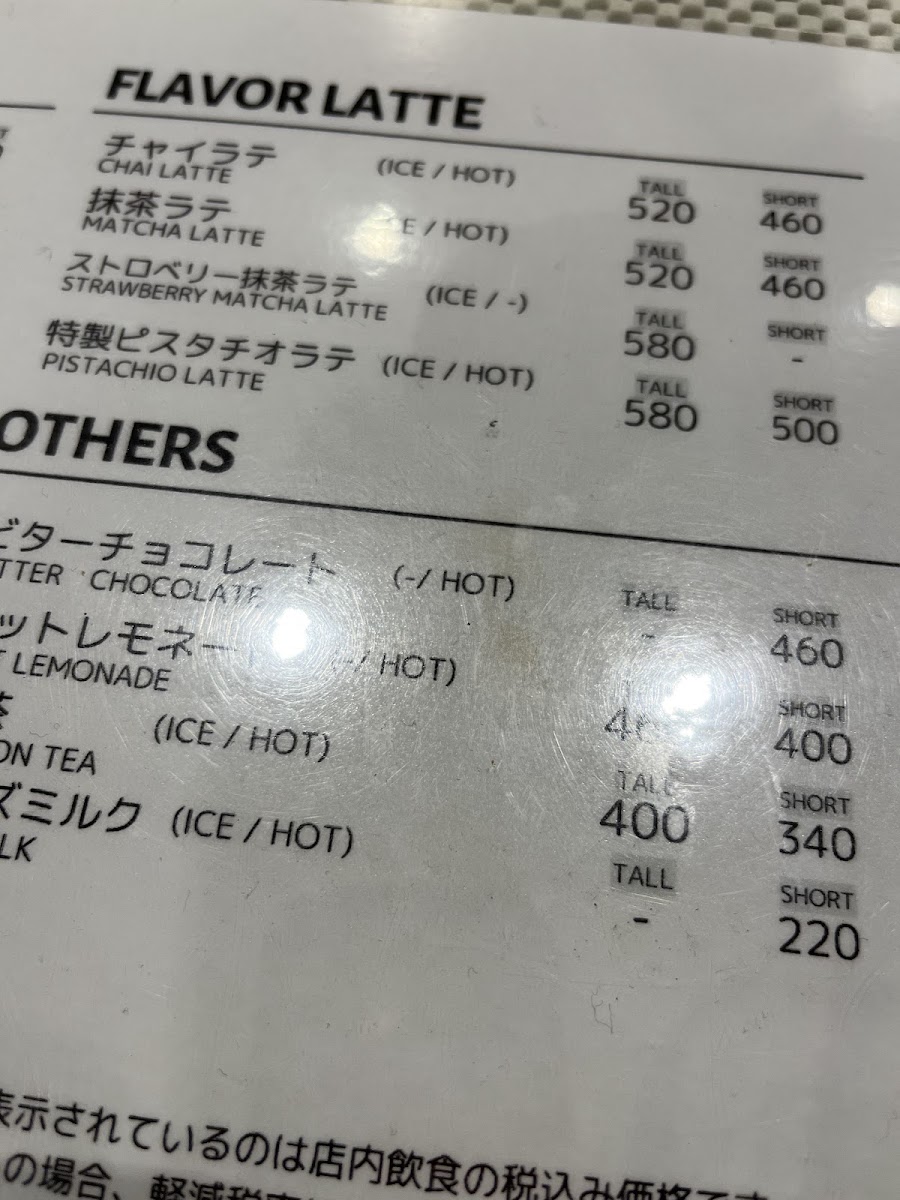 FLAVOR LATTE
チャイラテ (ICE / HOT) TALL SHORT
CHAI LATTE 520 460
抹茶ラテ E / HOT) TALL SHORT
MATCHA LATTE 520 460
ストロベリー抹茶ラテ (ICE / -) TALL SHORT
STRAWBERRY MATCHA LATTE 580 -
特製ピスタチオラテ (ICE / HOT) TALL SHORT
PISTACHIO LATTE 580 500
OTHERS
ビターチョコレート (-/ HOT) TALL SHORT
TTER CHOCOLATE - 460
ットレモネード (-/ HOT) SHORT
LEMONADE 400
茶 (ICE / HOT) TALL SHORT
ON TEA 400 340
ズミルク (ICE / HOT) TALL SHORT
LK - 220
表示されているのは店内飲食の税込み価格です
の場合、軽減税率